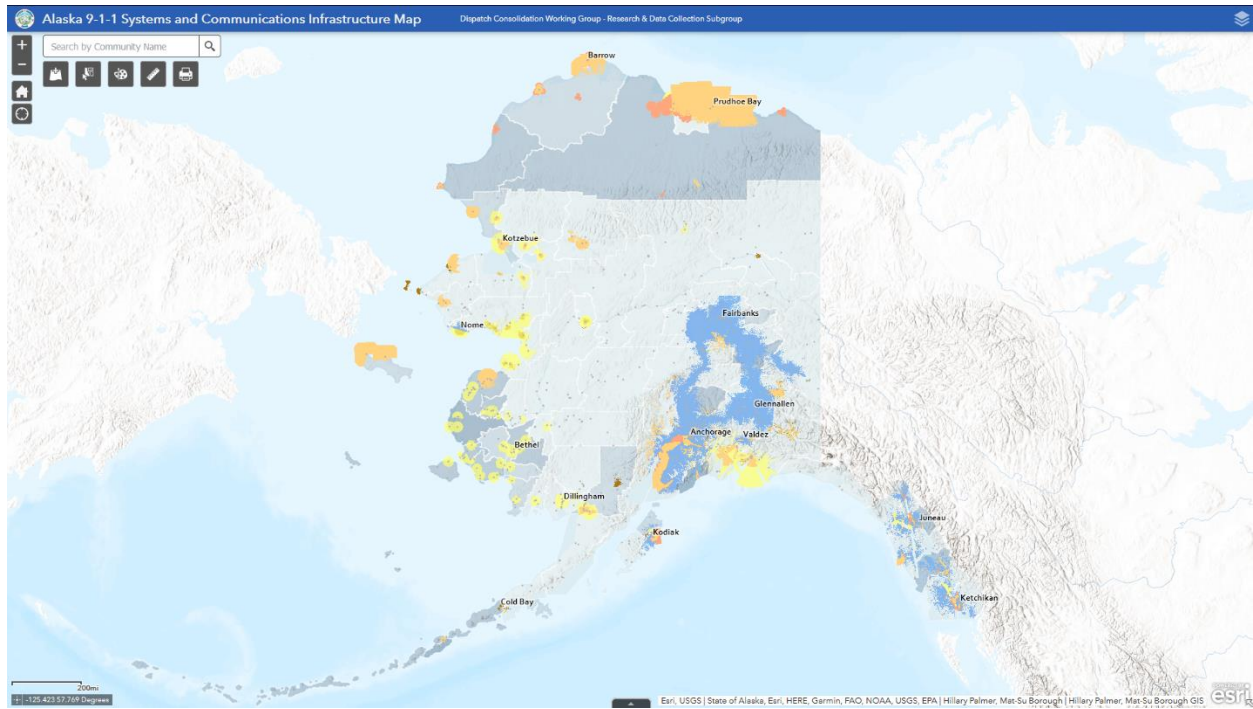 Alaska 9-1-1 Systems and Communications Infrastructure Map
Dispatch Consolidation Working Group - Research & Data Collection Subgroup
+
Search by Community Name
−
Barrow
Prudhoe Bay
Kotzebue
Nome
Fairbanks
Glennallen
Anchorage
Valdez
Bethel
Dillingham
Juneau
Kodiak
Ketchikan
Cold Bay
200mi
-125.423 57.769 Degrees
Esri, USGS | State of Alaska, Esri, HERE, Garmin, FAO, NOAA, USGS, EPA | Hillary Palmer, Mat-Su Borough | Hillary Palmer, Mat-Su Borough GIS
esri